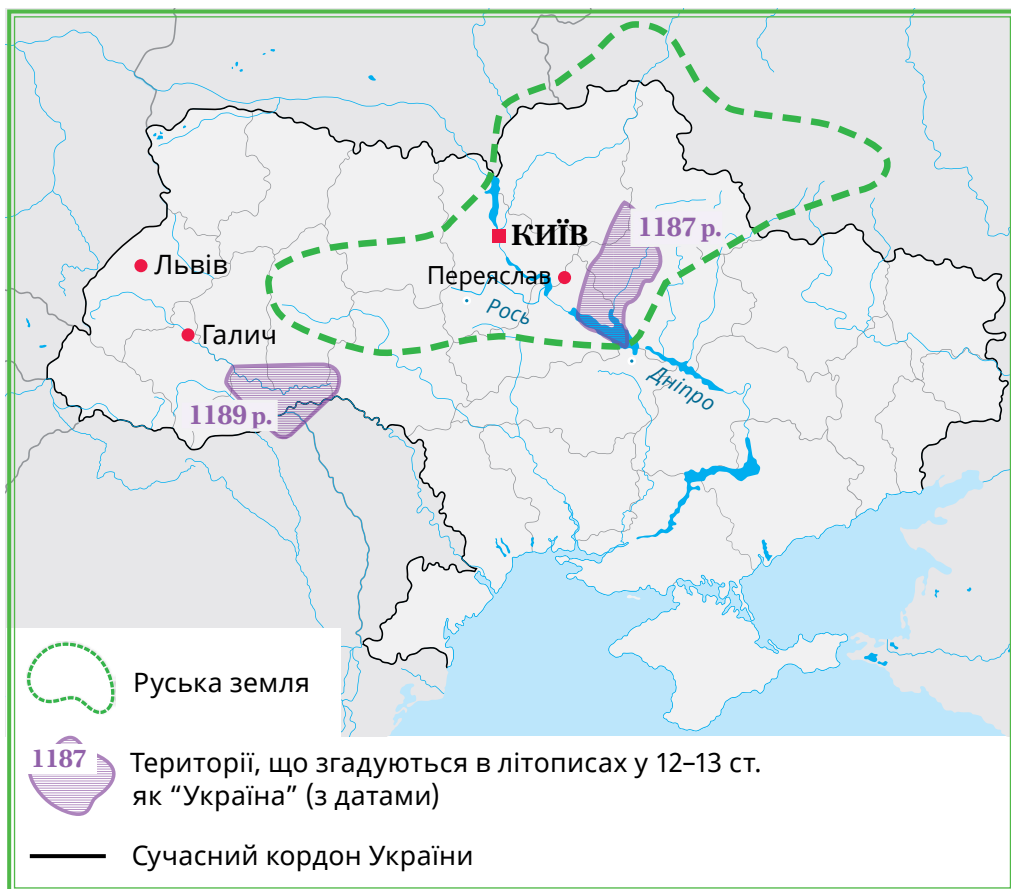 КИЇВ
1187 р.
Львів
Переяслав
Рось
Галич
Дніпро
1189 р.
Руська земля
1187
Території, що згадуються в літописах у 12–13 ст.
як “Україна” (з датами)
Сучасний кордон України